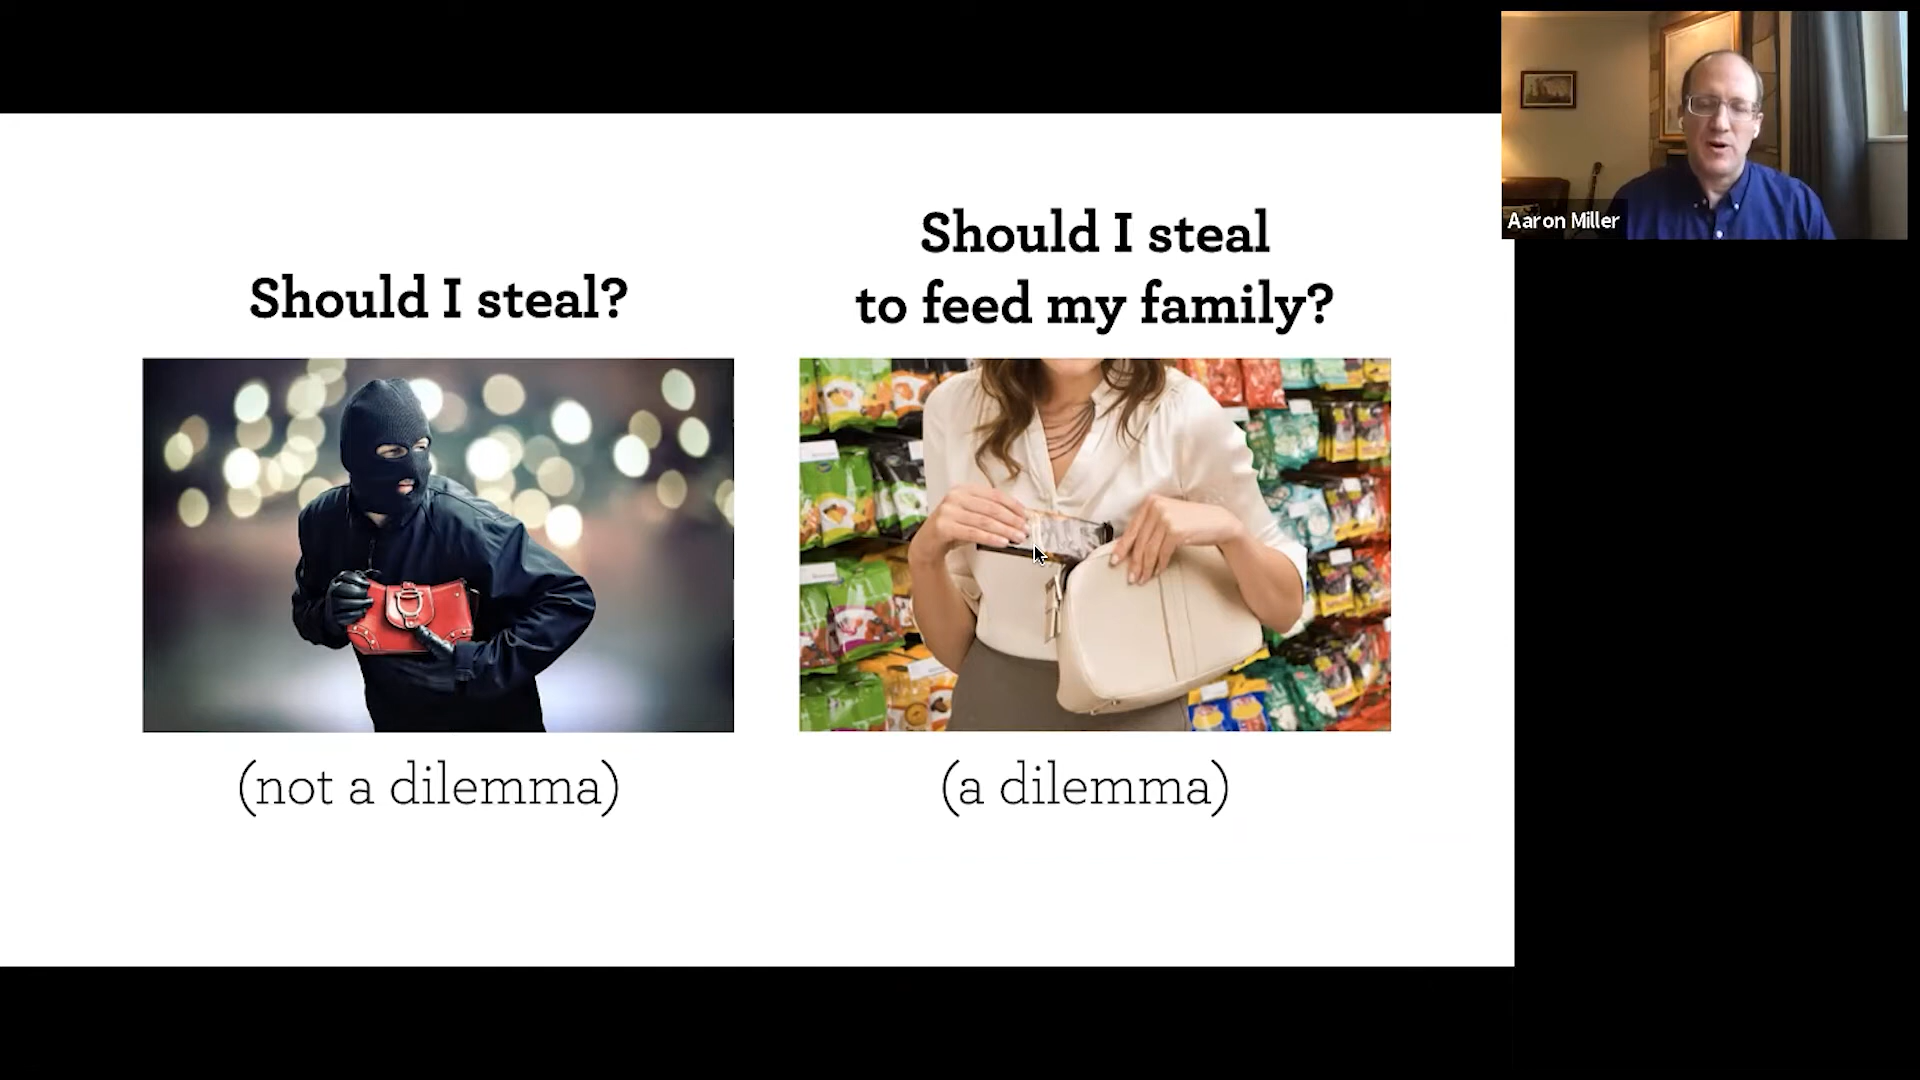 Should I steal?
(not a dilemma)
Should I steal
to feed my family?
(a dilemma)
Aaron Miller